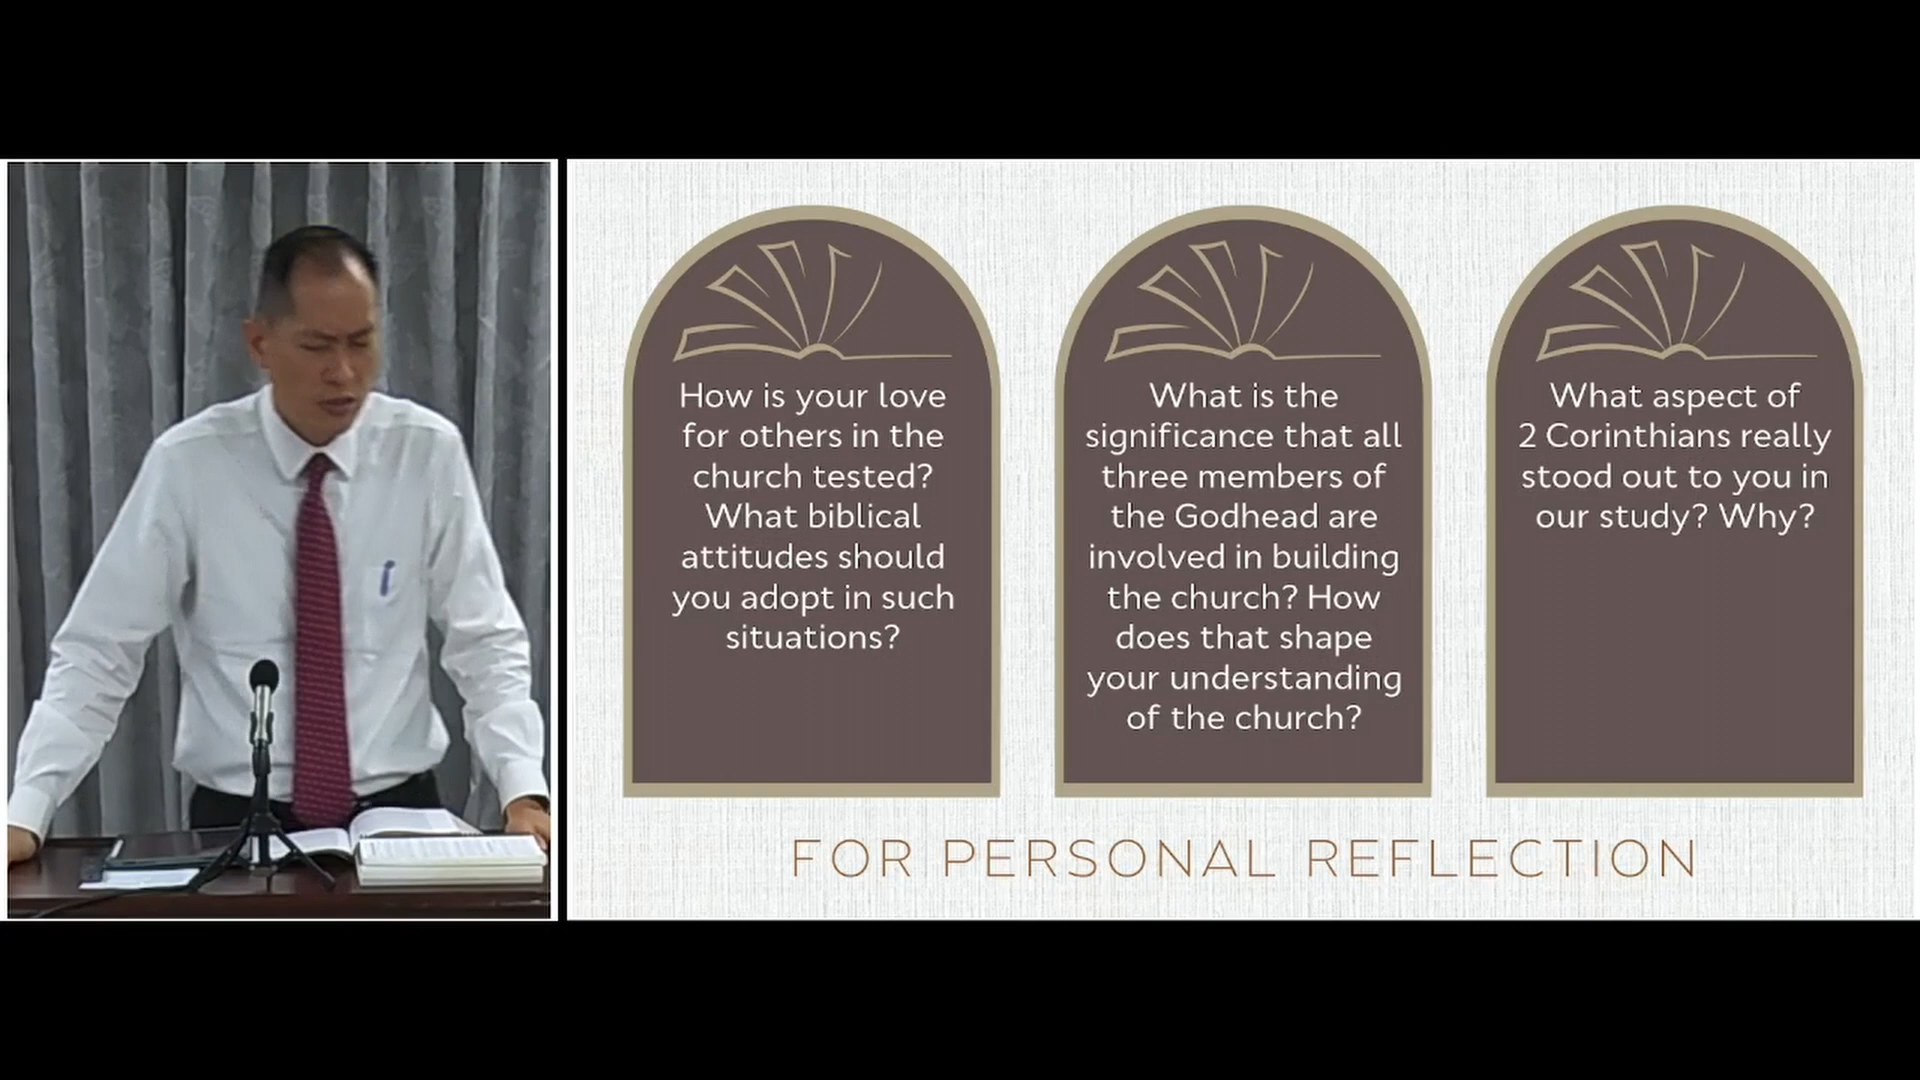 How is your love
for others in the
church tested?
What biblical
attitudes should
you adopt in such
situations?
What is the
significance that all
three members of
the Godhead are
involved in building
the church? How
does that shape
your understanding
of the church?
What aspect of
2 Corinthians really
stood out to you in
our study? Why?
FOR PERSONAL REFLECTION